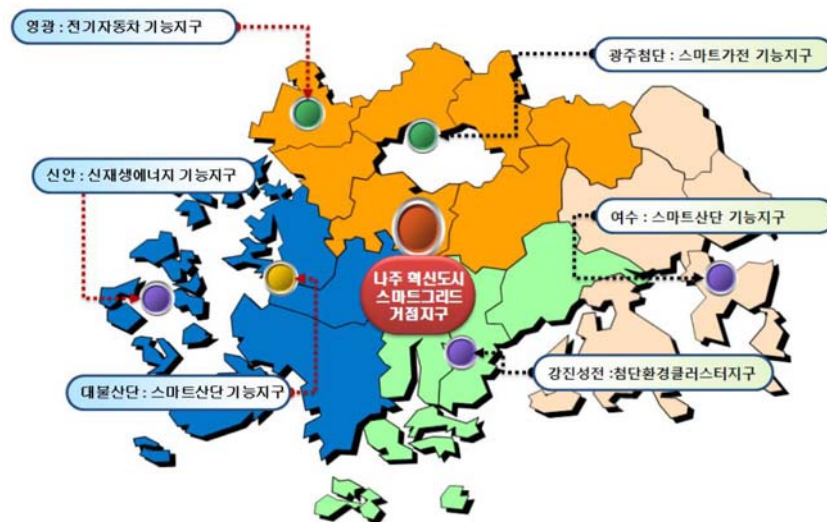 영광 : 전기자동차 기능지구
광주첨단 : 스마트가전 기능지구
신안 : 신재생에너지 기능지구
여수 : 스마트산단 기능지구
나주 혁신도시
스마트그리드
거점지구
강진성전 :첨단환경클러스터지구
대불산단 : 스마트산단 기능지구